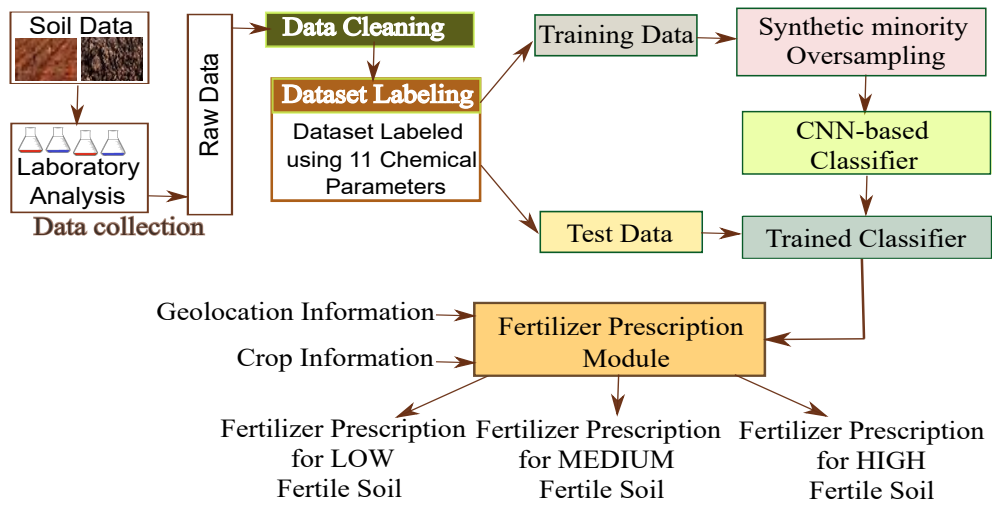 Soil Data
Laboratory
Analysis
Data collection
Raw Data
Data Cleaning
Dataset Labeling
Dataset Labeled
using 11 Chemical
Parameters
Training Data
Synthetic minority
Oversampling
CNN-based
Classifier
Test Data
Trained Classifier
Geolocation Information
Crop Information
Fertilizer Prescription
Module
Fertilizer Prescription
for LOW
Fertile Soil
Fertilizer Prescription
for MEDIUM
Fertile Soil
Fertilizer Prescription
for HIGH
Fertile Soil